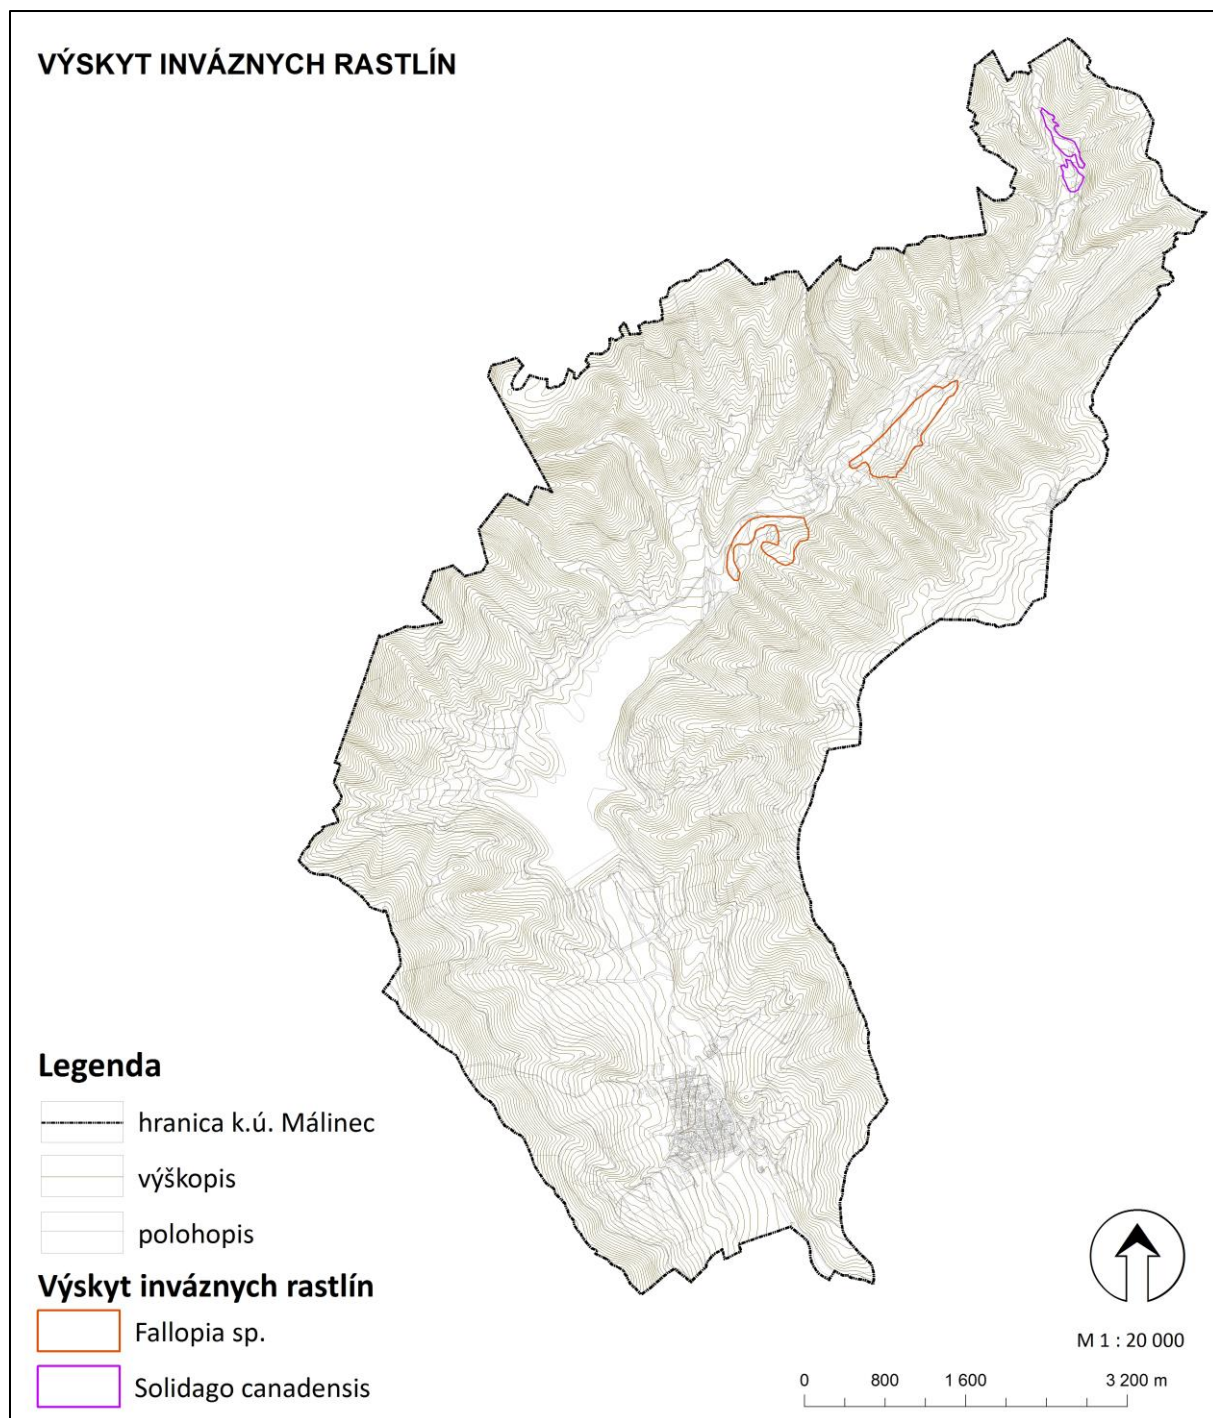 VÝSKYT INVÁZNYCH RASTLÍN
Legenda
hranica k.ú. Málinec
výškopis
polohopis
Výskyt inváznych rastlín
Fallopia sp.
Solidago canadensis
M 1 : 20 000
0 800 1 600 3 200 m